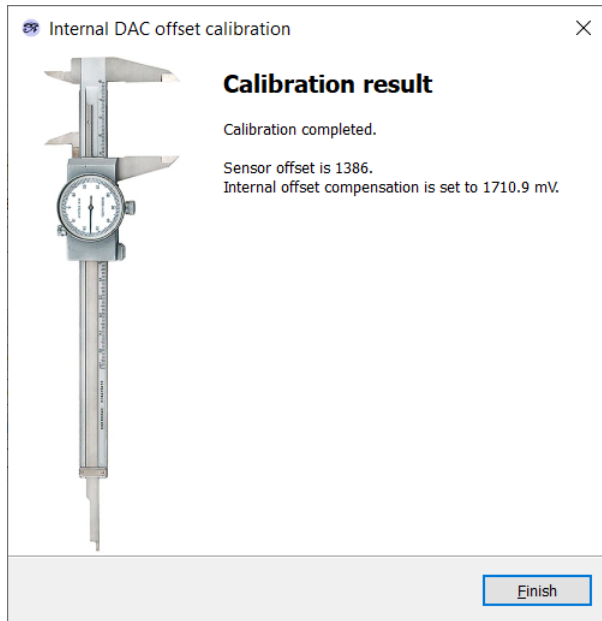 Internal DAC offset calibration
Calibration result
Calibration completed.
Sensor offset is 1386.
Internal offset compensation is set to 1710.9 mV.
Finish